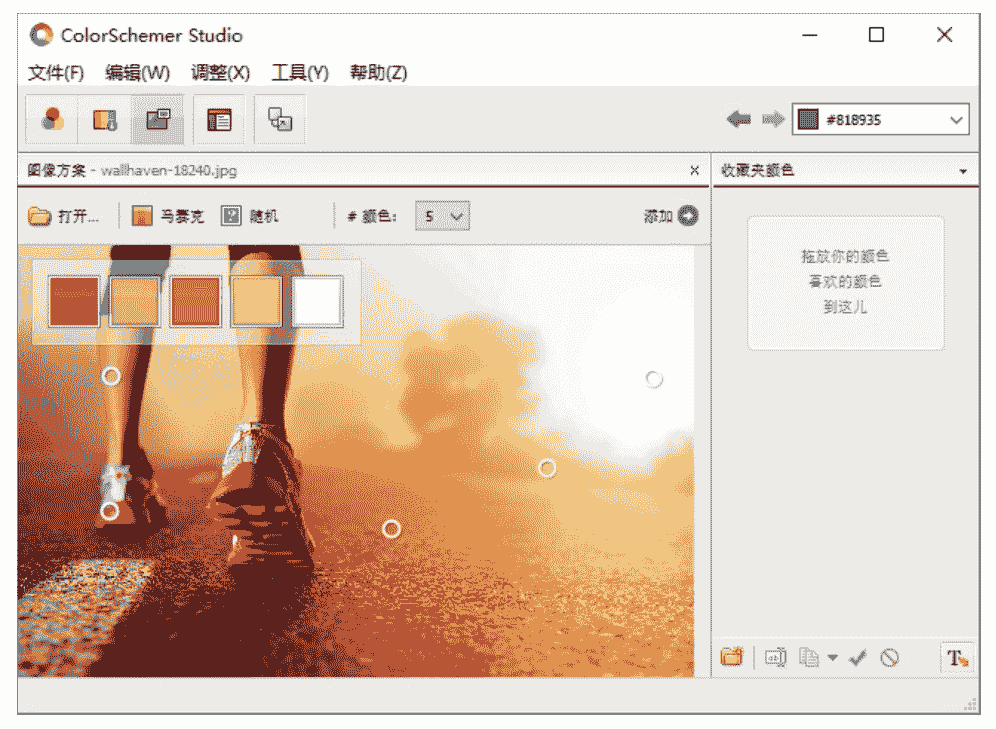 ColorSchemer Studio
文件(F) 编辑(W) 调整(X) 工具(Y) 帮助(Z)
#818935
图像方案 - wallhaven-18240.jpg
收藏夹颜色
打开... 马赛克 随机 # 颜色: 5 添加
拖放你的颜色
喜欢的颜色
到这儿